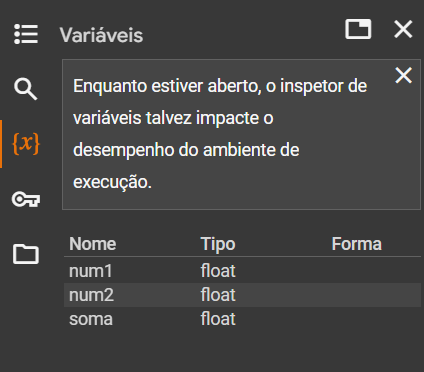 Variáveis
Enquanto estiver aberto, o inspetor de
variáveis talvez impacte o
desempenho do ambiente de
execução.
{x}
Nome Tipo Forma
num1 float
num2 float
soma float